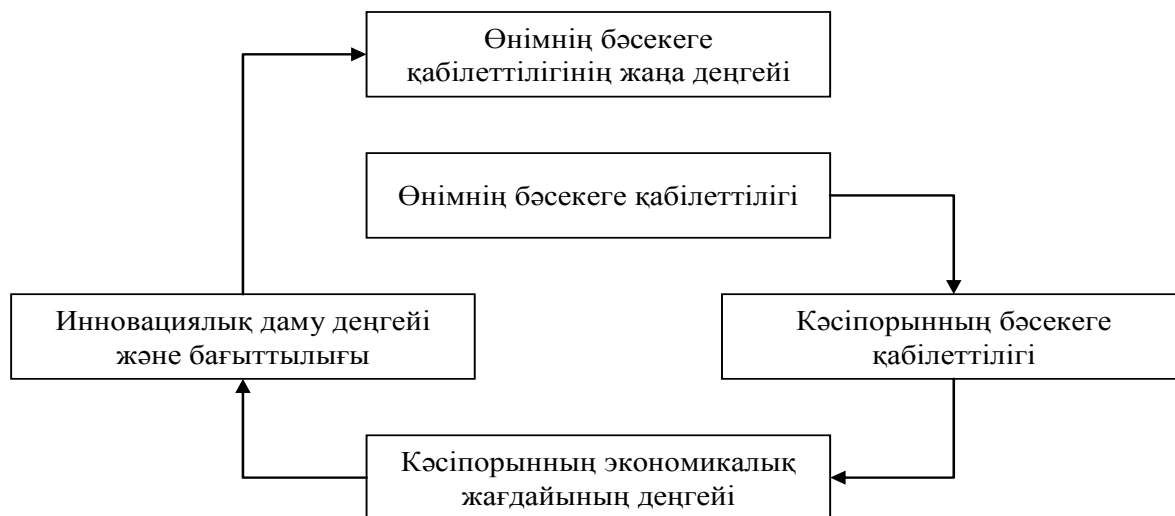 Өнімнің бәсекеге
қабілеттілігінің жаңа деңгейі
Өнімнің бәсекеге қабілеттілігі
Инновациялық даму деңгейі
және бағыттылығы
Кәсіпорынның бәсекеге
қабілеттілігі
Кәсіпорынның экономикалық
жағдайының деңгейі